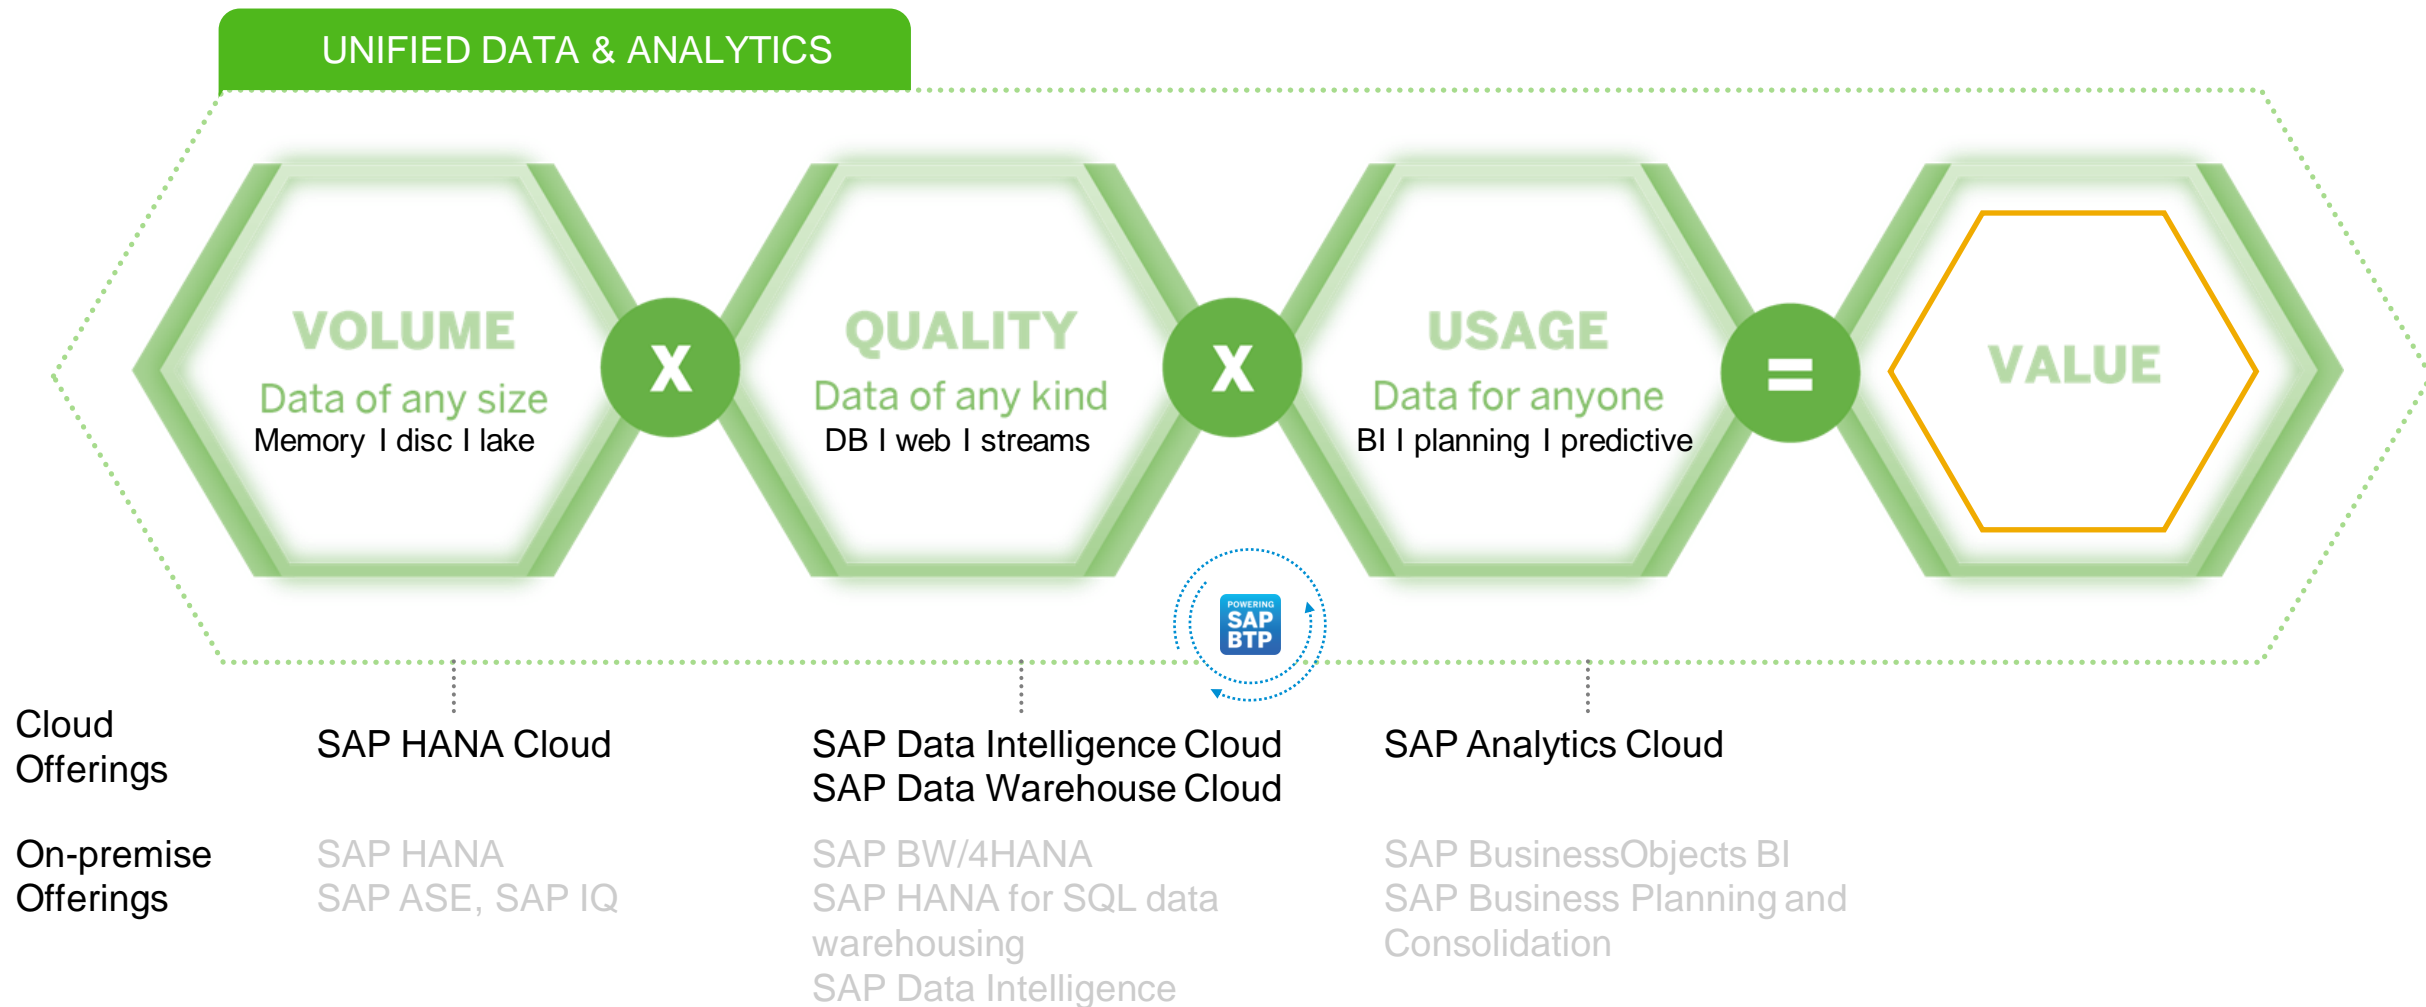 UNIFIED DATA & ANALYTICS
VOLUME
Data of any size
Memory I disc I lake
X
QUALITY
Data of any kind
DB I web I streams
X
USAGE
Data for anyone
BI I planning I predictive
=
VALUE
POWERING
SAP
BTP
Cloud
Offerings
SAP HANA Cloud
SAP Data Intelligence Cloud
SAP Data Warehouse Cloud
SAP Analytics Cloud
On-premise
Offerings
SAP HANA
SAP ASE, SAP IQ
SAP BW/4HANA
SAP HANA for SQL data
warehousing
SAP Data Intelligence
SAP BusinessObjects BI
SAP Business Planning and
Consolidation